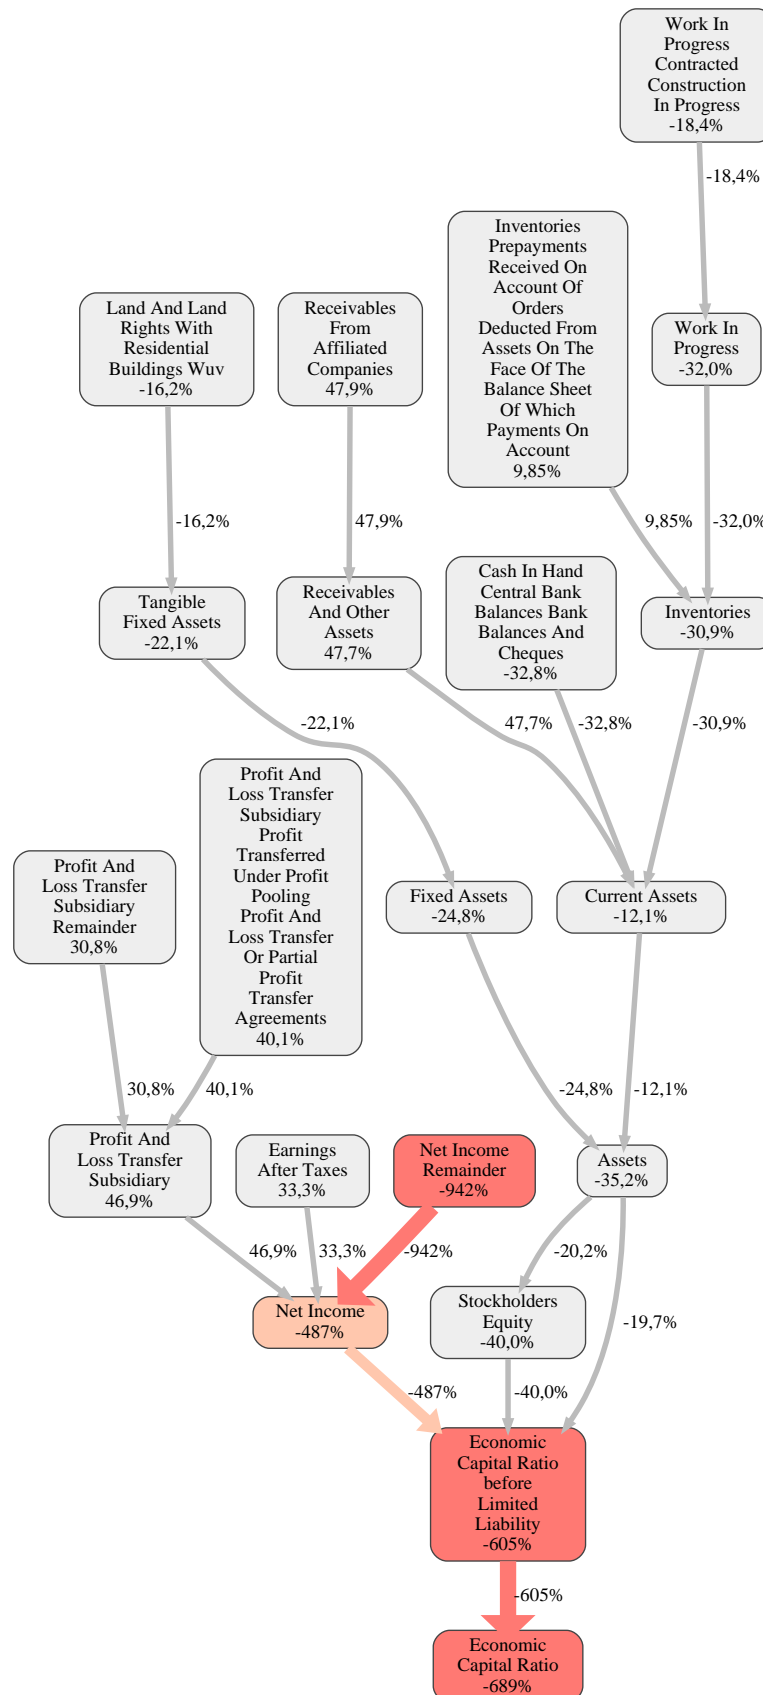 Work In
Progress
Contracted
Construction
In Progress
-18,4%
-18,4%
Inventories
Prepayments
Received On
Account Of
Orders
Deducted From
Assets On The
Face Of The
Balance Sheet
Of Which
Payments On
Account
9,85%
Land And Land
Rights With
Residential
Buildings Wuv
-16,2%
Receivables
From
Affiliated
Companies
47,9%
Work In
Progress
-32,0%
-16,2%
47,9%
9,85%
-32,0%
Tangible
Fixed Assets
-22,1%
Receivables
And Other
Assets
47,7%
Cash In Hand
Central Bank
Balances Bank
Balances And
Cheques
-32,8%
Inventories
-30,9%
-22,1%
47,7%
-32,8%
-30,9%
Profit And
Loss Transfer
Subsidiary
Remainder
30,8%
Profit And
Loss Transfer
Subsidiary
Profit
Transferred
Under Profit
Pooling
Profit And
Loss Transfer
Or Partial
Profit
Transfer
Agreements
40,1%
Fixed Assets
-24,8%
Current Assets
-12,1%
30,8%
40,1%
-24,8%
-12,1%
Profit And
Loss Transfer
Subsidiary
46,9%
Earnings
After Taxes
33,3%
Net Income
Remainder
-942%
Assets
-35,2%
46,9%
33,3%
-942%
-20,2%
-19,7%
Net Income
-487%
Stockholders
Equity
-40,0%
-487%
-40,0%
Economic
Capital Ratio
before
Limited
Liability
-605%
-605%
Economic
Capital Ratio
-689%